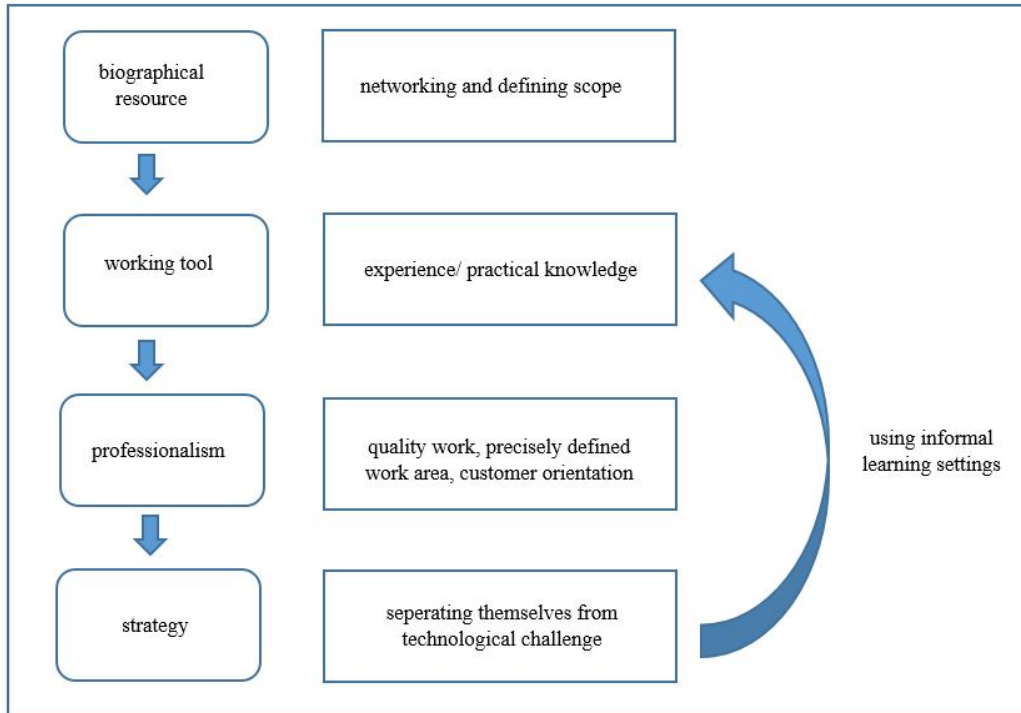 biographical
resource
networking and defining scope
working tool
experience/ practical knowledge
professionalism
quality work, precisely defined
work area, customer orientation
using informal
learning settings
strategy
seperating themselves from
technological challenge